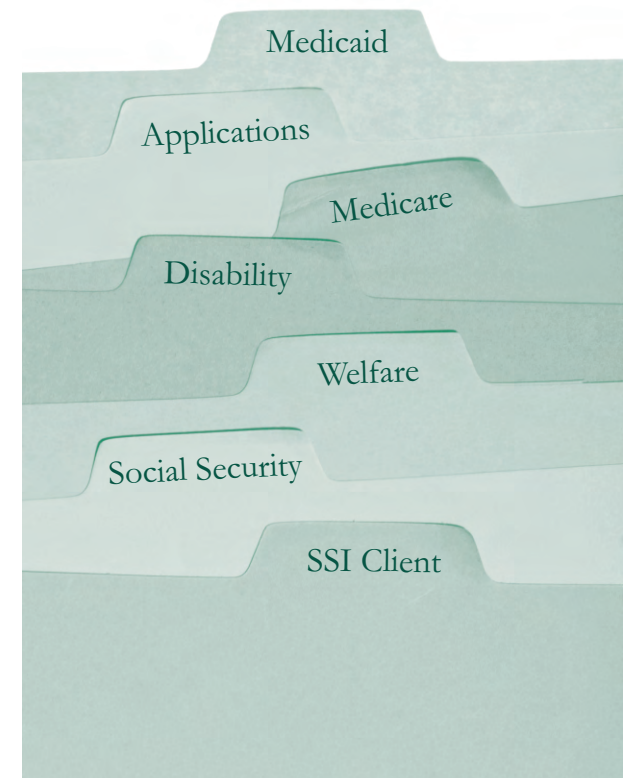 Medicaid
Applications
Medicare
Disability
Welfare
Social Security
SSI Client